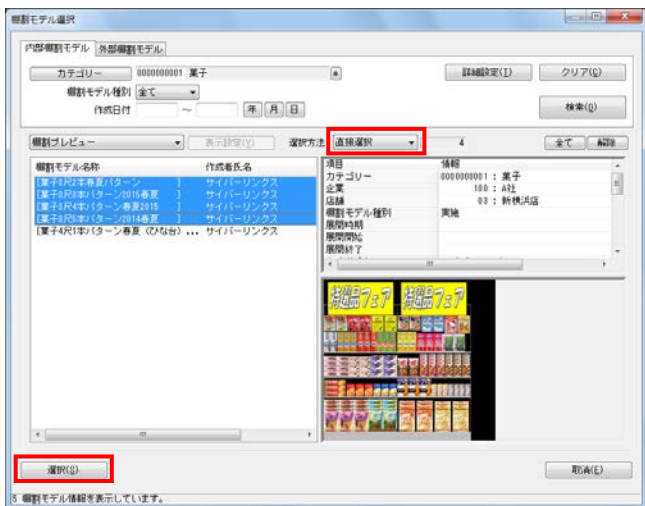 棚割モデル選択
内部棚割モデル 外部棚割モデル
カテゴリー 0000000001 菓子 詳細設定(I) クリア(C)
棚割モデル種別 全て
作成日付 ～ 年 月 日 検索(Q)
棚割プレビュー 表示設定(V) 選択方法 直接選択 4 全て 解除
棚割モデル名称 作成者氏名
[菓子8尺2本春夏パターン ] サイバーリンクス
[菓子8尺2本パターン2015春夏 ] サイバーリンクス
[菓子3尺4本パターン春夏2015 ] サイバーリンクス
[菓子3尺5本パターン2014春夏 ] サイバーリンクス
[菓子4尺1本パターン春夏（ひな台）... サイバーリンクス
項目 情報
カテゴリー 0000000001 : 菓子
企業 100 : A社
店舗 03 : 新横浜店
棚割モデル種別 実施
展開時期
展開開始
展開終了
特選品フェア 特選品フェア
選択(S) 取消(E)
5 棚割モデル情報を表示しています。